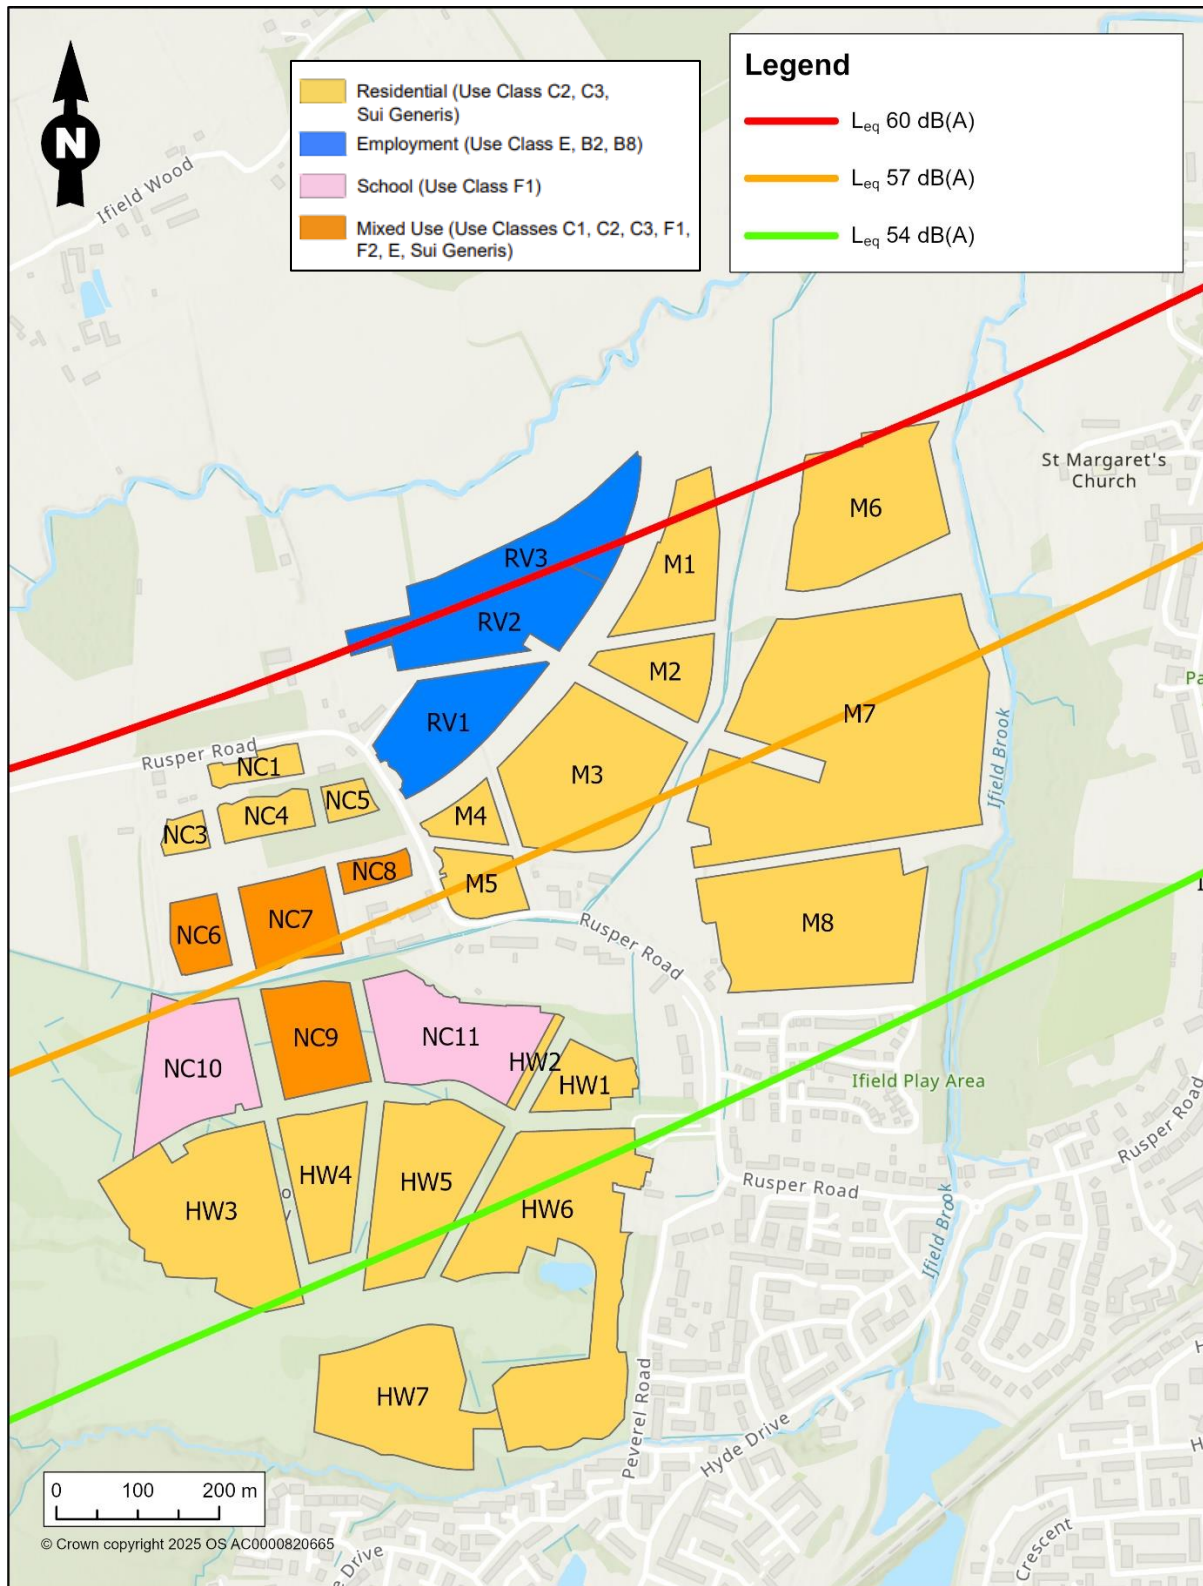 N
Residential (Use Class C2, C3,
Sui Generis)
Employment (Use Class E, B2, B8)
School (Use Class F1)
Mixed Use (Use Classes C1, C2, C3, F1,
F2, E, Sui Generis)
Legend
Leq 60 dB(A)
Leq 57 dB(A)
Leq 54 dB(A)
Ifield Wood
St Margaret's
Church
M6
RV3
M1
RV2
M2
RV1
M7
M3
Rusper Road
NC1
NC5
NC4
M4
NC3
NC8
M5
NC7
NC6
M8
Rusper Road
Ifield Brook
NC9
NC11
NC10
HW2
HW1
Ifield Play Area
Rusper Road
HW4
HW5
HW3
HW6
Rusper Road
Ifield Brook
HW7
Peverel Road
Hyde Drive
0 100 200 m
© Crown copyright 2025 OS AC0000820665
Drive
Crescent